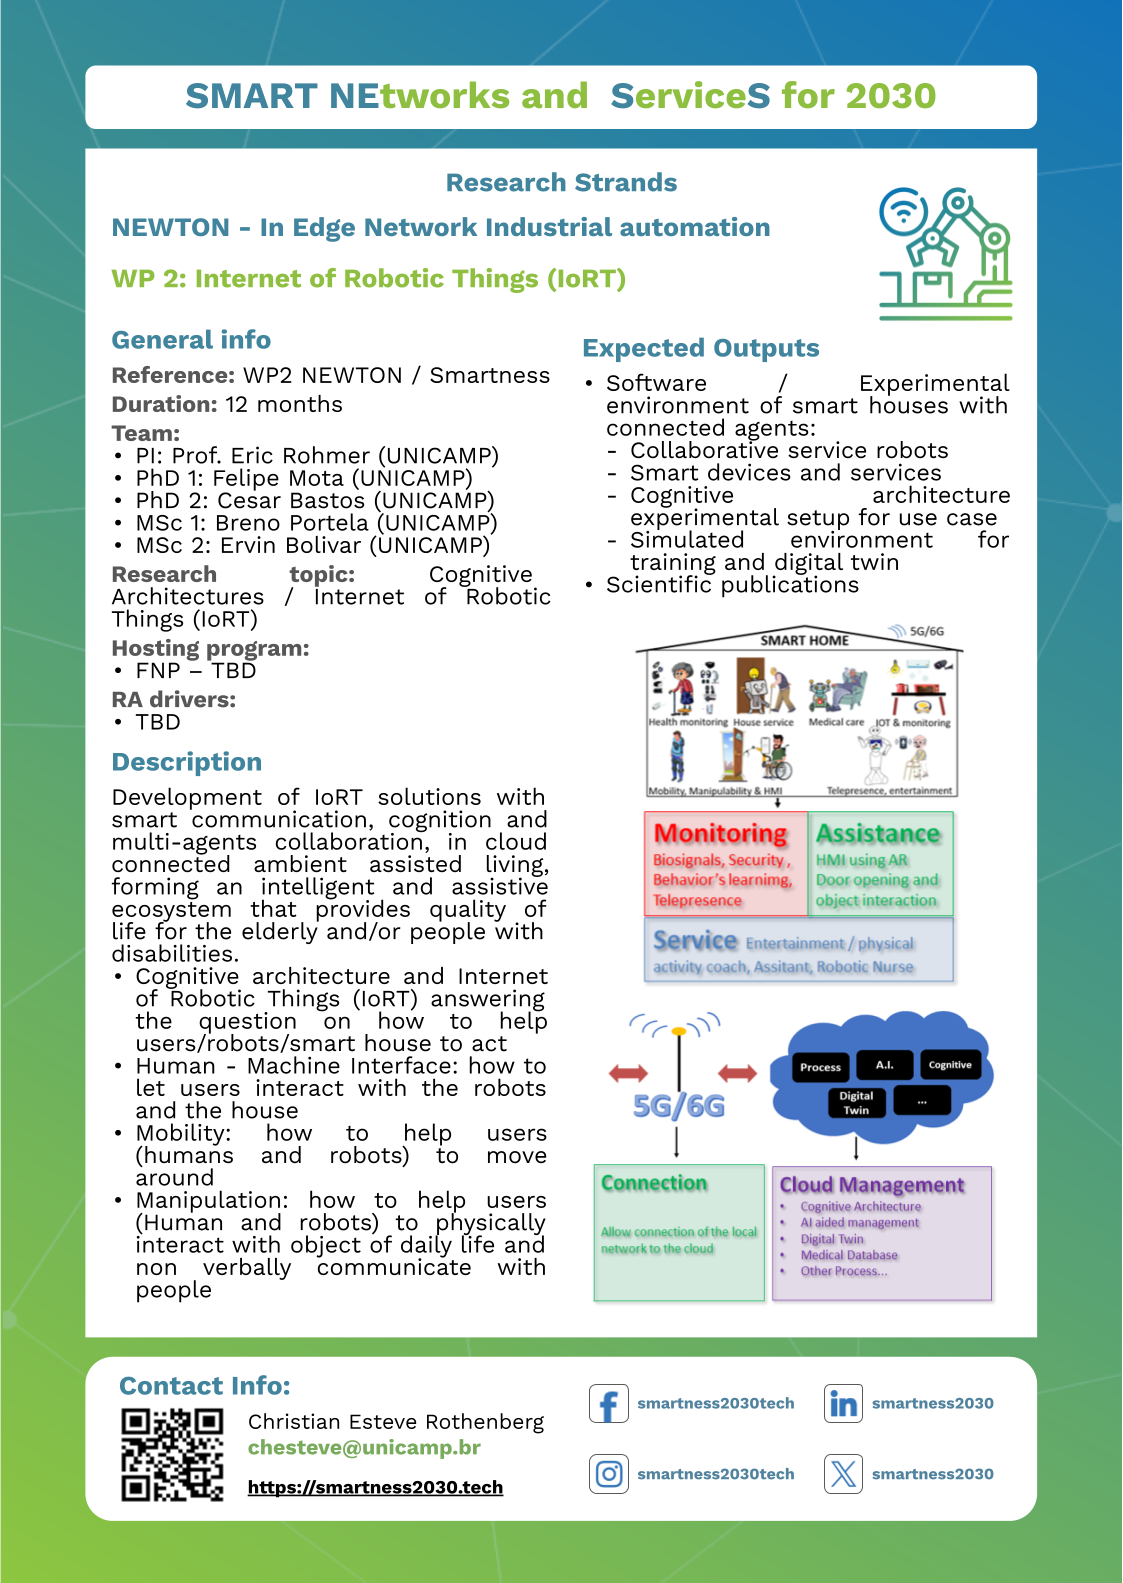 SMART NEtworks and ServiceS for 2030
Research Strands
NEWTON - In Edge Network Industrial automation
WP 2: Internet of Robotic Things (IoRT)
General info
Reference: WP2 NEWTON / Smartness
Duration: 12 months
Team:
• PI: Prof. Eric Rohmer (UNICAMP)
• PhD 1: Felipe Mota (UNICAMP)
• PhD 2: Cesar Bastos (UNICAMP)
• MSc 1: Breno Portela (UNICAMP)
• MSc 2: Ervin Bolivar (UNICAMP)
Research topic: Cognitive
Architectures / Internet of Robotic
Things (IoRT)
Hosting program:
• FNP – TBD
RA drivers:
• TBD
Description
Development of IoRT solutions with
smart communication, cognition and
multi-agents collaboration, in cloud
connected ambient assisted living,
forming an intelligent and assistive
ecosystem that provides quality of
life for the elderly and/or people with
disabilities.
• Cognitive architecture and Internet
of Robotic Things (IoRT) answering
the question on how to help
users/robots/smart house to act
• Human - Machine Interface: how to
let users interact with the robots
and the house
• Mobility: how to help users
(humans and robots) to move
around
• Manipulation: how to help users
(Human and robots) to physically
interact with object of daily life and
non verbally communicate with
people
Expected Outputs
• Software / Experimental
environment of smart houses with
connected agents:
- Collaborative service robots
- Smart devices and services
- Cognitive architecture
experimental setup for use case
- Simulated environment for
training and digital twin
• Scientific publications
5G/6G
SMART HOME
Health monitoring House service Medical care IOT & monitoring
Mobility, Manipulability & HMI Telepresence, entertainment
Monitoring
Biosignals, Security ,
Behavior's learnimg,
Telepresence
Assistance
HMI using AR
Door opening and
object interaction
Service Entertainment / physical
activity coach, Assitant, Robotic Nurse
5G/6G
Process
A.I.
Cognitive
Digital
Twin
...
Connection
Allow connection of the local
network to the cloud
Cloud Management
• Cognitive Architecture
• AI aided management
• Digital Twin
• Medical Database
• Other Process...
Contact Info:
Christian Esteve Rothenberg
chesteve@unicamp.br
https://smartness2030.tech
smartness2030tech
smartness2030
smartness2030tech
smartness2030